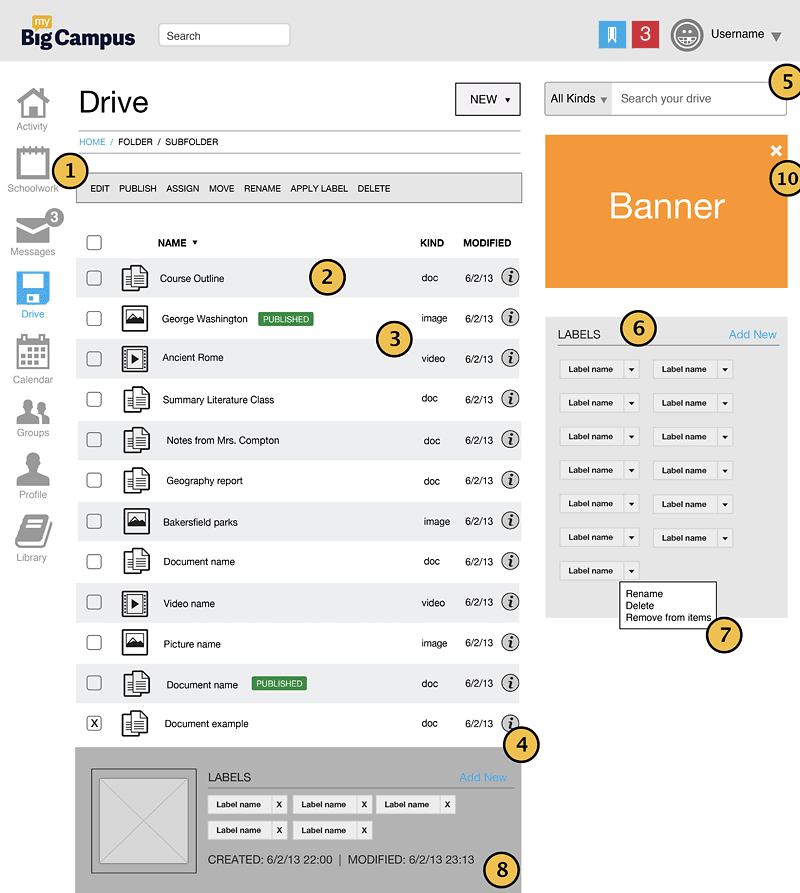 my
Big Campus
Search
3
Username
Activity
Schoolwork
3
Messages
Drive
Calendar
Groups
Profile
Library
Drive
NEW
HOME / FOLDER / SUBFOLDER
1
EDIT PUBLISH ASSIGN MOVE RENAME APPLY LABEL DELETE
NAME KIND MODIFIED
Course Outline 2 doc 6/2/13 i
George Washington PUBLISHED image 6/2/13 i
3
Ancient Rome video 6/2/13 i
Summary Literature Class doc 6/2/13 i
Notes from Mrs. Compton doc 6/2/13 i
Geography report doc 6/2/13 i
Bakersfield parks image 6/2/13 i
Document name doc 6/2/13 i
Video name video 6/2/13 i
Picture name image 6/2/13 i
Document name PUBLISHED doc 6/2/13 i
X Document example doc 6/2/13 i
4
LABELS Add New
Label name X Label name X Label name X
Label name X Label name X
CREATED: 6/2/13 22:00 | MODIFIED: 6/2/13 23:13
8
5
All Kinds Search your drive
10
Banner
LABELS 6 Add New
Label name Label name
Label name Label name
Label name Label name
Label name Label name
Label name Label name
Label name Label name
Label name
Rename
Delete
Remove from items
7